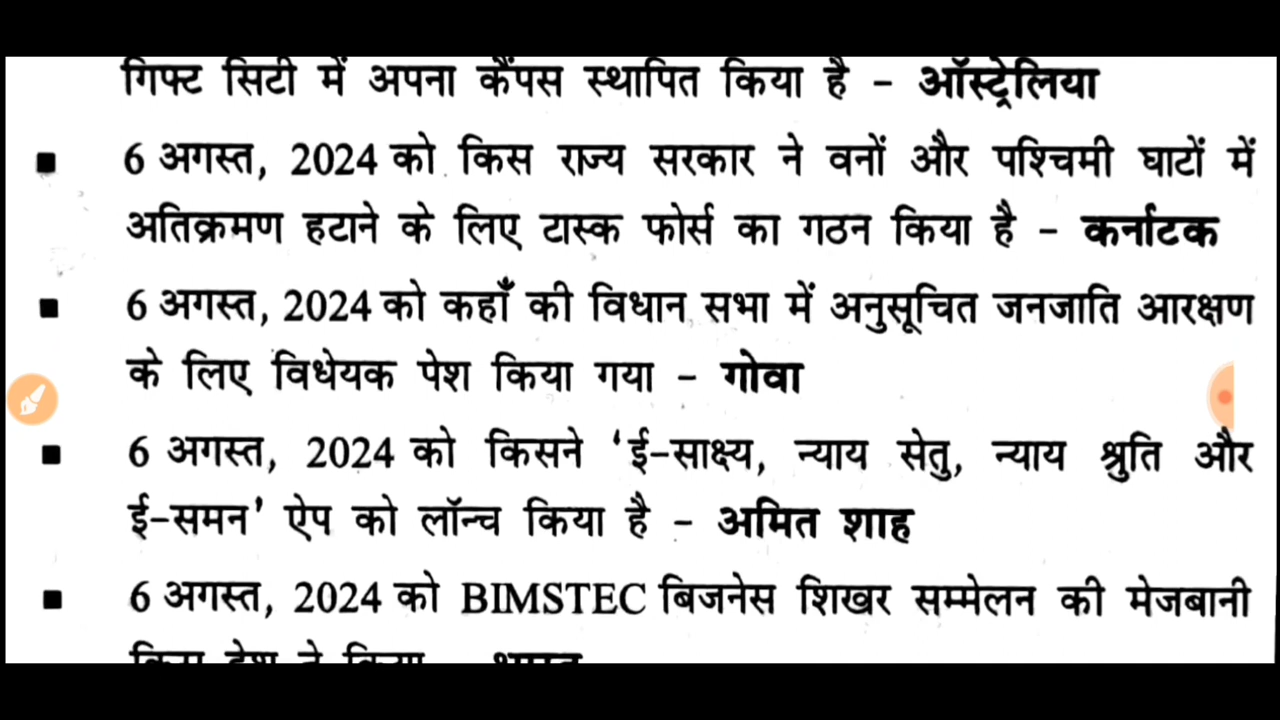 गिफ्ट सिटी में अपना कैंपस स्थापित किया है - ऑस्ट्रेलिया
6 अगस्त, 2024 को किस राज्य सरकार ने वनों और पश्चिमी घाटों में
अतिक्रमण हटाने के लिए टास्क फोर्स का गठन किया है - कर्नाटक
6 अगस्त, 2024 को कहाँ की विधान सभा में अनुसूचित जनजाति आरक्षण
के लिए विधेयक पेश किया गया - गोवा
6 अगस्त, 2024 को किसने 'ई-साक्ष्य, न्याय सेतु, न्याय श्रुति और
ई-समन' ऐप को लॉन्च किया है - अमित शाह
6 अगस्त, 2024 को BIMSTEC बिजनेस शिखर सम्मेलन की मेजबानी
किस देश ने किया - भारत